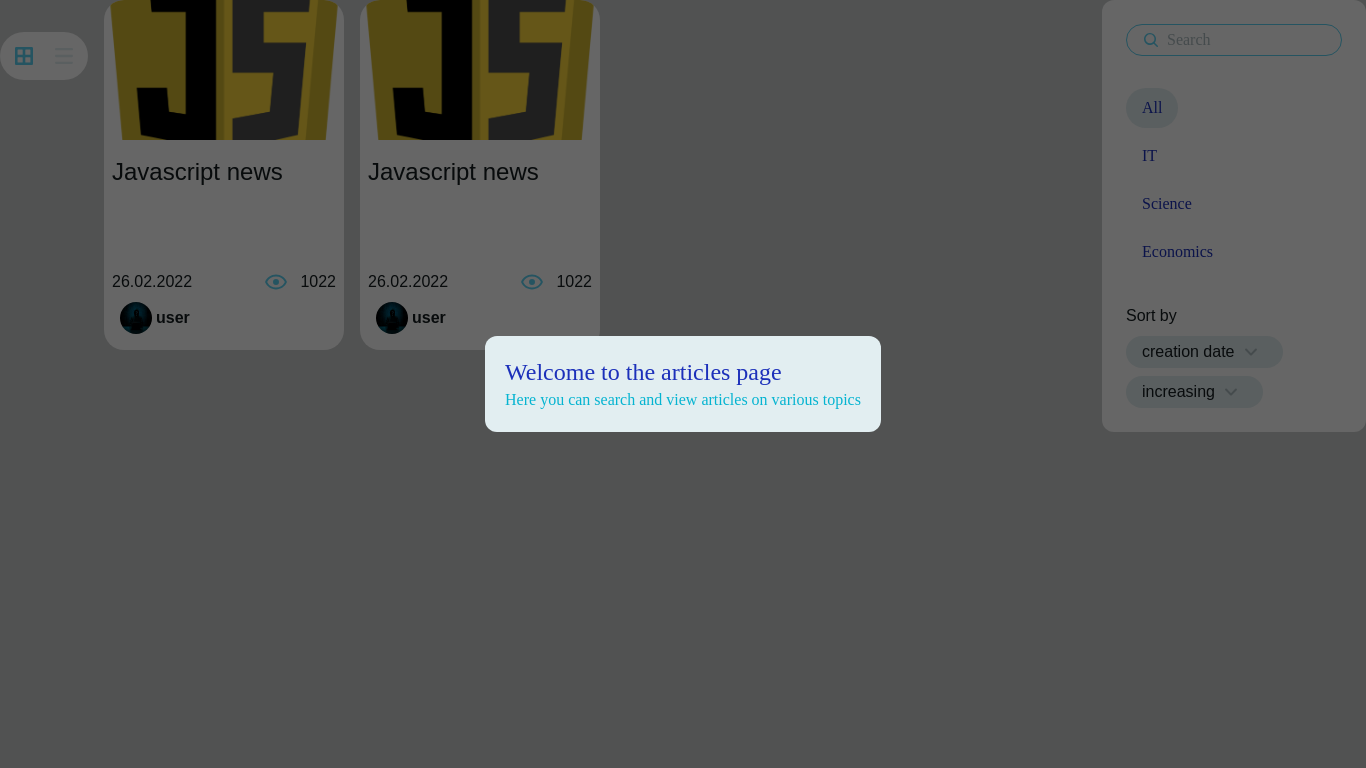 JS
JS
Javascript news
Javascript news
26.02.2022 1022
26.02.2022 1022
user
user
Search
All
IT
Science
Economics
Sort by
creation date
increasing
Welcome to the articles page
Here you can search and view articles on various topics